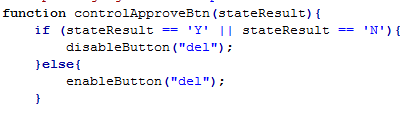 function controlApproveBtn(stateResult){
    if (stateResult == 'Y' || stateResult == 'N'){
        disableButton("del");
    }else{
        enableButton("del");
    }